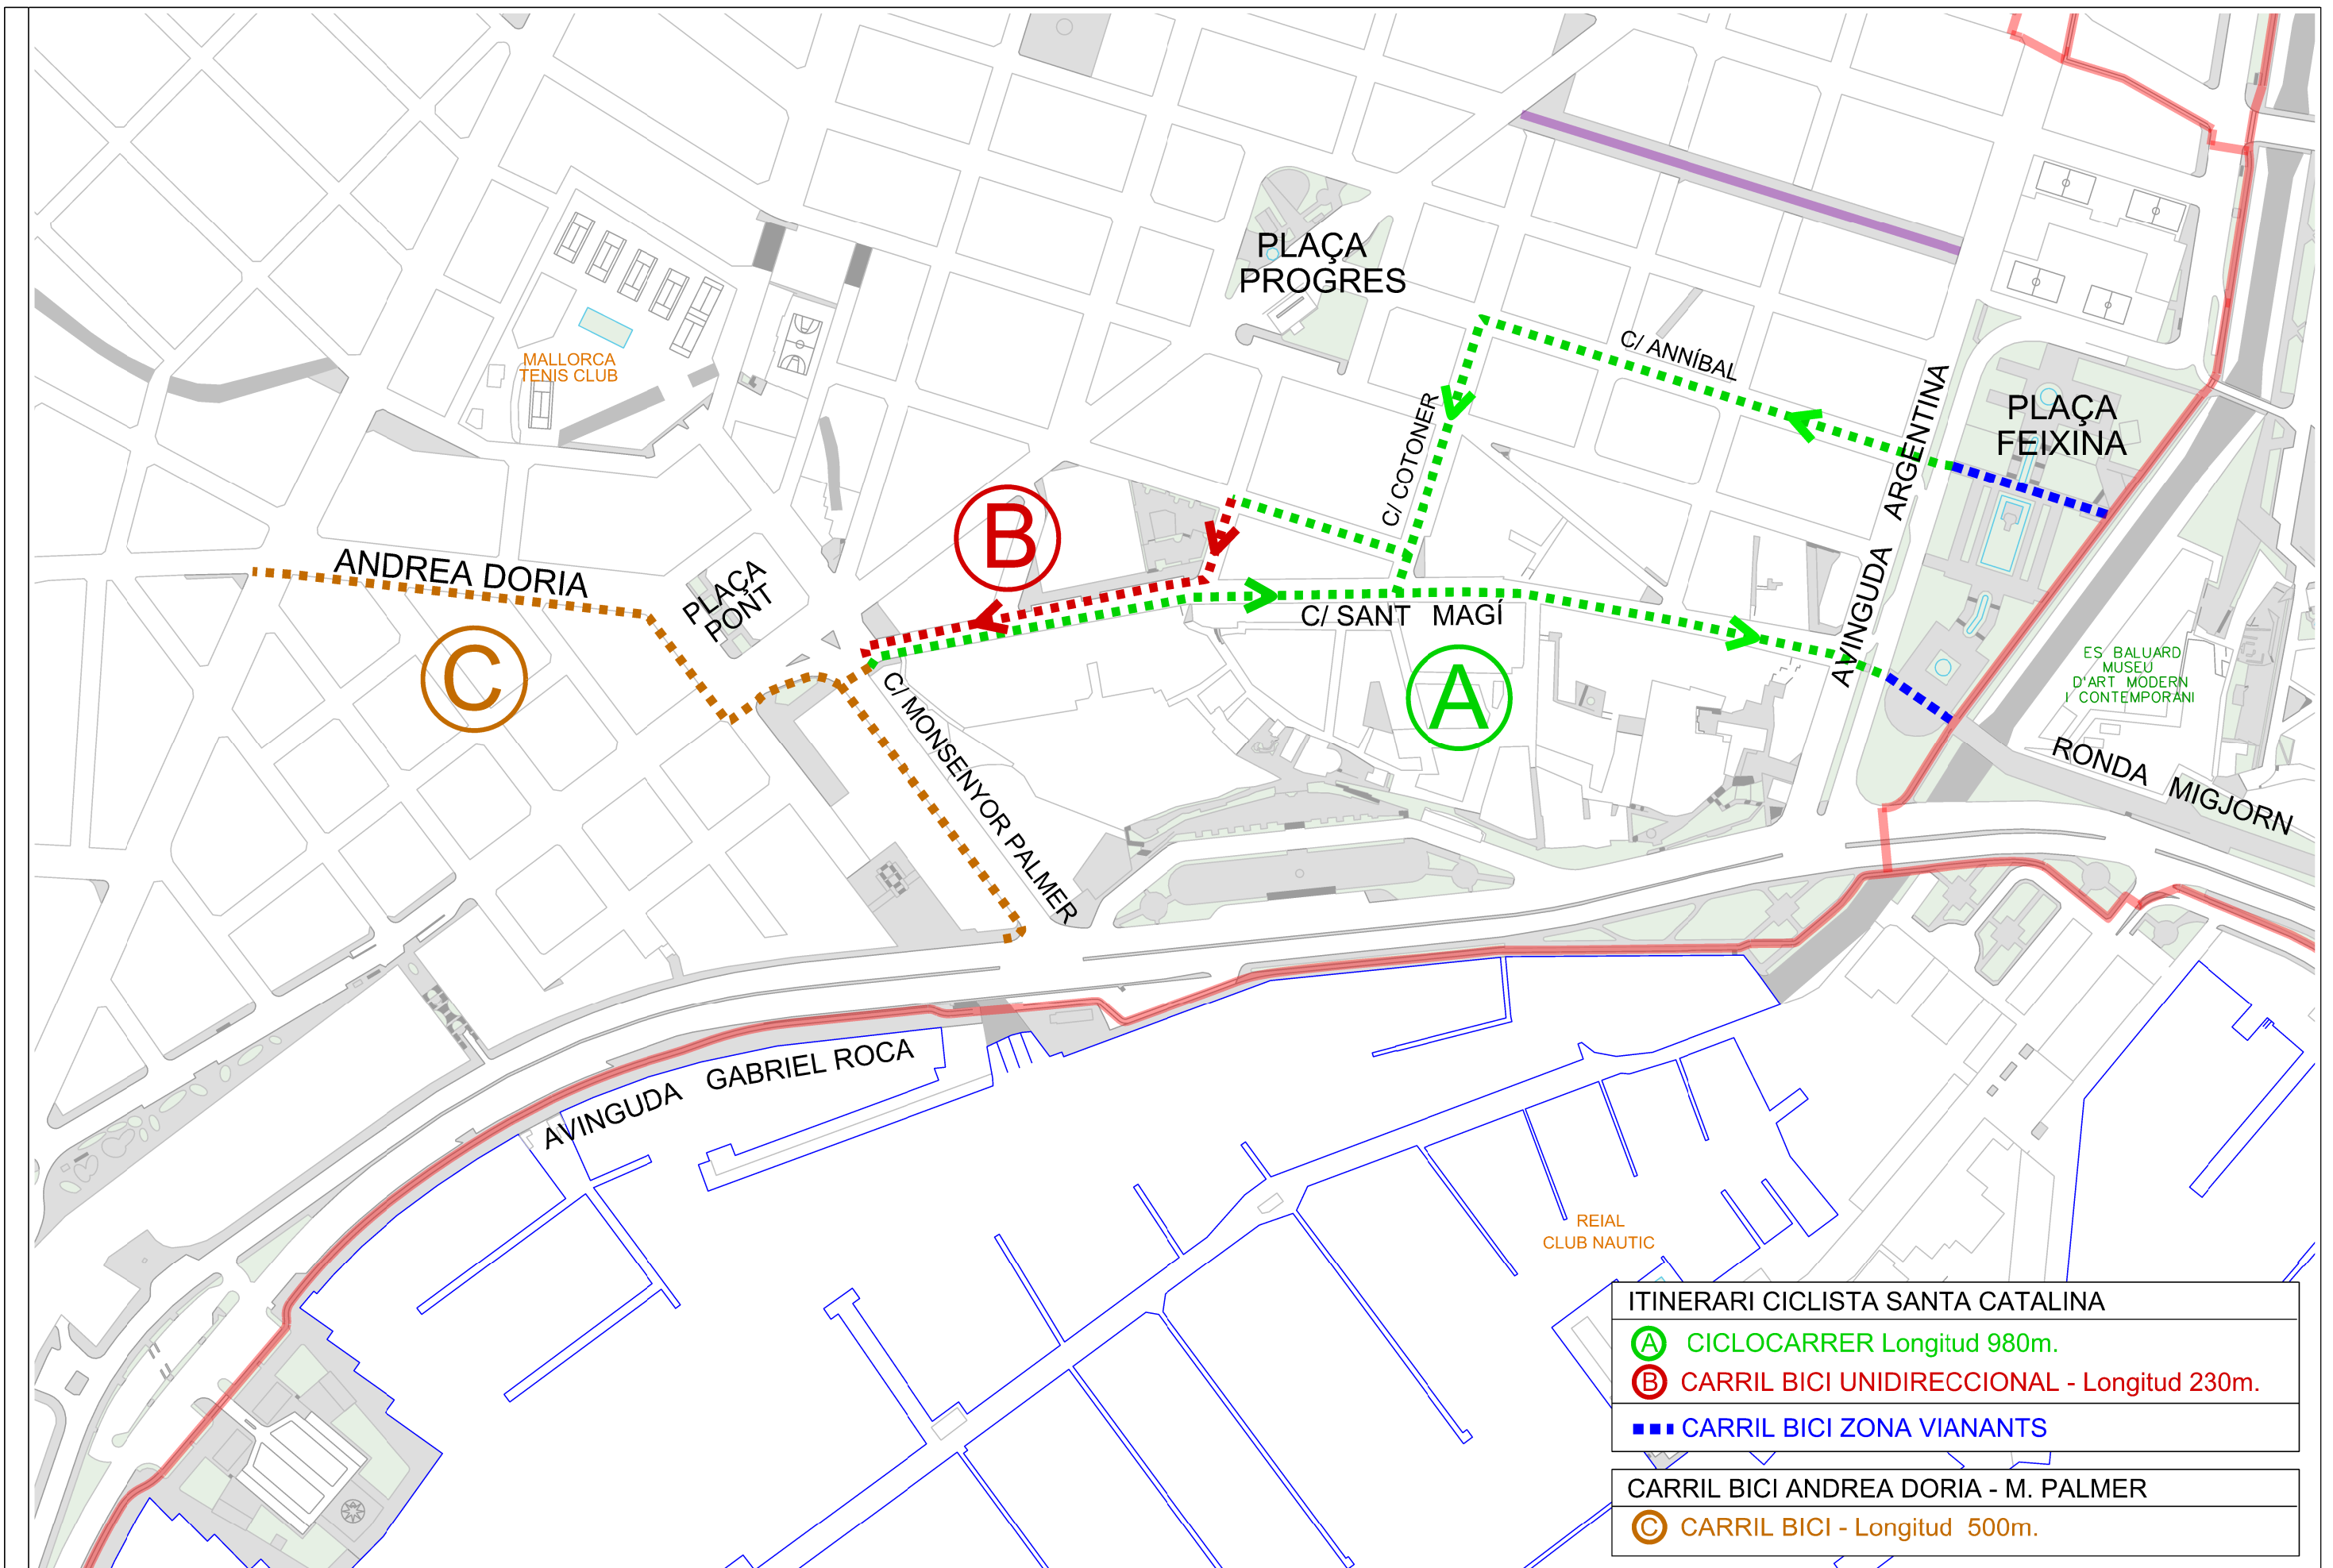 PLAÇA
PROGRES
MALLORCA
TENIS CLUB
C/ ANNÍBAL
C/ COTONER
AVINGUDA ARGENTINA
PLAÇA
FEIXINA
B
ANDREA DORIA
PLAÇA
PONT
C
C/ SANT MAGÍ
A
C/ MONSENYOR PALMER
ES BALUARD
MUSEU
D'ART MODERN
I CONTEMPORANI
RONDA MIGJORN
AVINGUDA GABRIEL ROCA
REIAL
CLUB NAUTIC
ITINERARI CICLISTA SANTA CATALINA
A CICLOCARRER Longitud 980m.
B CARRIL BICI UNIDIRECCIONAL - Longitud 230m.
CARRIL BICI ZONA VIANANTS
CARRIL BICI ANDREA DORIA - M. PALMER
C CARRIL BICI - Longitud 500m.